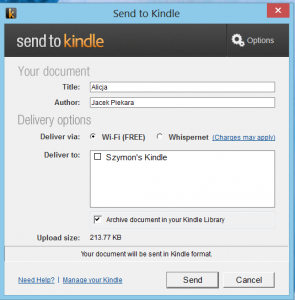 Send to Kindle
send to kindle
Options
Your document
Title: Alicja
Author: Jacek Piekara
Delivery options
Deliver via: Wi-Fi (FREE) Whispernet (Charges may apply)
Deliver to: Szymon's Kindle
Archive document in your Kindle Library
Upload size: 213.77 KB
Your document will be sent in Kindle format.
Need Help? | Manage your Kindle Send Cancel